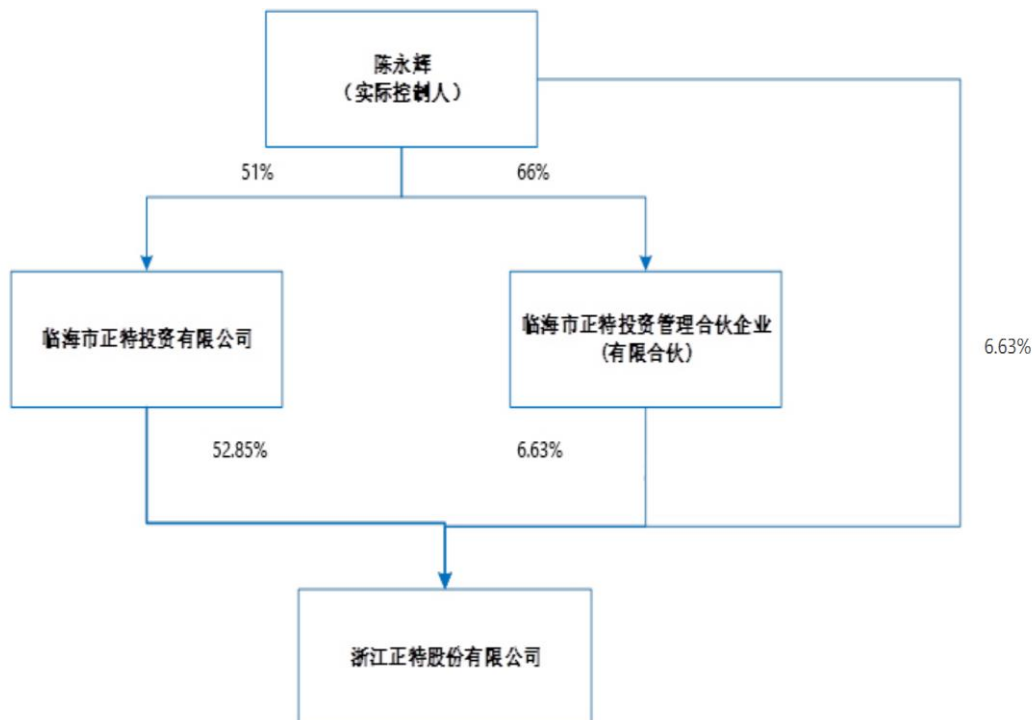 陈永辉
（实际控制人）
51%
66%
临海市正特投资有限公司
临海市正特投资管理合伙企业
(有限合伙)
6.63%
52.85%
6.63%
浙江正特股份有限公司